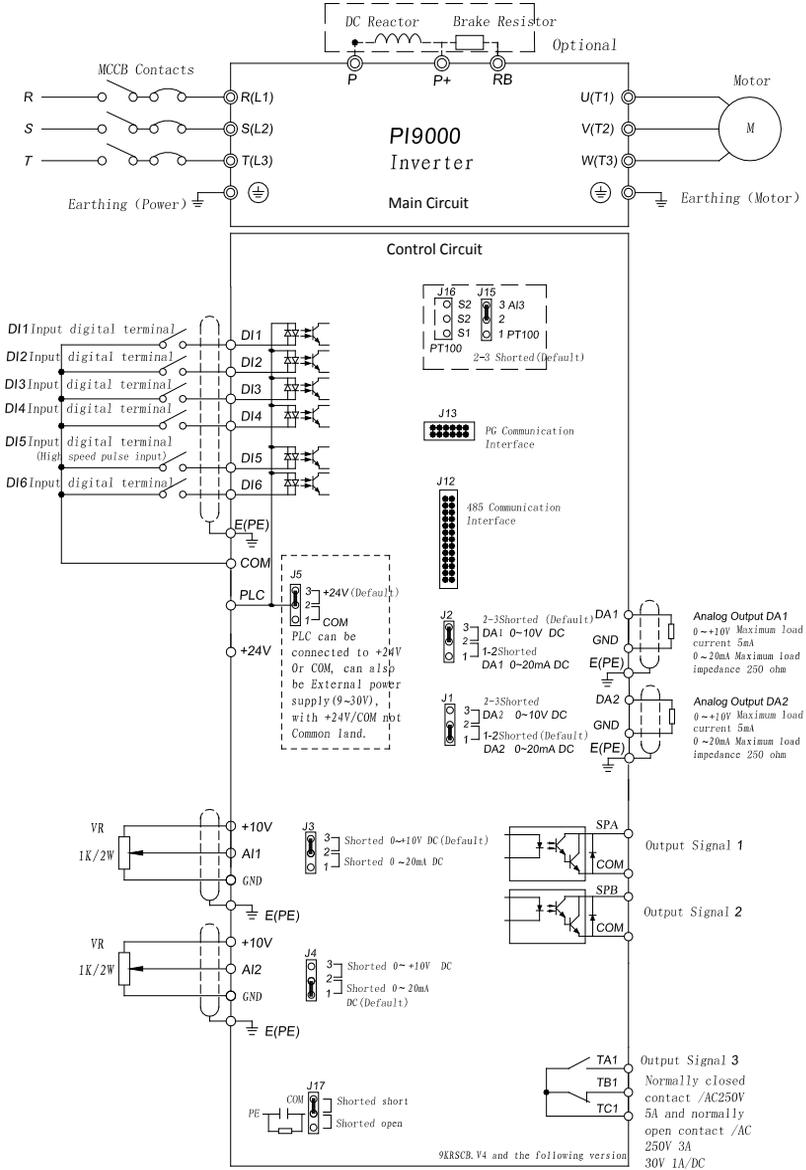 DC Reactor Brake Resistor
Optional
P P+ RB
MCCB Contacts
Motor
R R(L1) U(T1)
S S(L2) PI9000 V(T2) M
T T(L3) Inverter W(T3)
Earthing (Power) Main Circuit Earthing (Motor)
Control Circuit
J16 J15
S2 3 AI3
S2 2
S1 1 PT100
PT100
2-3 Shorted(Default)
DI1 Input digital terminal DI1
DI2 Input digital terminal DI2
DI3 Input digital terminal DI3
DI4 Input digital terminal DI4
DI5 Input digital terminal
(High speed pulse input) DI5
DI6 Input digital terminal DI6
E(PE)
COM
PLC
+24V
J13
PG Communication
Interface
J12
485 Communication
Interface
J5
3 +24V(Default)
2
1 COM
PLC can be
connected to +24V
Or COM, can also
be External power
supply(9~30V),
with +24V/COM not
Common land.
J2
2-3Shorted (Default)
3 DA1 0~10V DC
2
1 1-2Shorted
DA1 0~20mA DC
DA1
GND
E(PE)
Analog Output DA1
0~+10V Maximum load
current 5mA
0~20mA Maximum load
impedance 250 ohm
J1
2-3Shorted
3 DA2 0~10V DC
2
1 1-2Shorted(Default)
DA2 0~20mA DC
DA2
GND
E(PE)
Analog Output DA2
0~+10V Maximum load
current 5mA
0~20mA Maximum load
impedance 250 ohm
VR
1K/2W
+10V
AI1
GND
E(PE)
J3
3 Shorted 0~+10V DC(Default)
2
1 Shorted 0~20mA DC
SPA
COM
Output Signal 1
SPB
COM
Output Signal 2
VR
1K/2W
+10V
AI2
GND
E(PE)
J4
3 Shorted 0~+10V DC
2
1 Shorted 0~20mA
DC(Default)
J17
COM Shorted short
PE Shorted open
TA1
TB1
TC1
Output Signal 3
Normally closed
contact /AC250V
5A and normally
open contact /AC
250V 3A
30V 1A/DC
9KRSCB.V4 and the following version